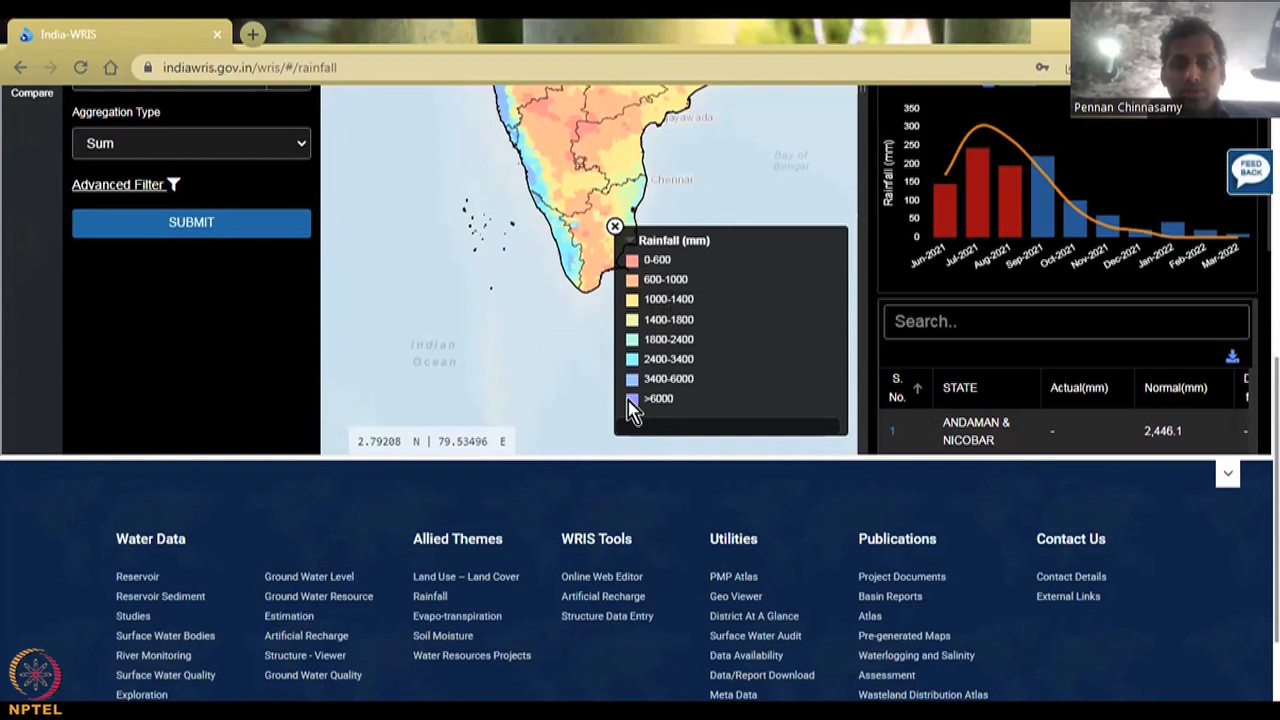 India-WRIS
indiawris.gov.in/wris/#/rainfall
Pennan Chinnasamy
Compare
Aggregation Type
Sum
Advanced Filter
SUBMIT
Bay of
Bengal
Chennai
Indian
Ocean
2.79208 N | 79.53496 E
Rainfall (mm)
0-600
600-1000
1000-1400
1400-1800
1800-2400
2400-3400
3400-6000
>6000
Rainfall (mm)
350
300
250
200
150
100
50
0
Jun-2021
Jul-2021
Aug-2021
Sep-2021
Oct-2021
Nov-2021
Dec-2021
Jan-2022
Feb-2022
Mar-2022
FEED
BACK
Search..
S.
No.
STATE
Actual(mm)
Normal(mm)
1
ANDAMAN &
NICOBAR
-
2,446.1
Water Data
Reservoir
Reservoir Sediment
Studies
Surface Water Bodies
River Monitoring
Surface Water Quality
Exploration
Ground Water Level
Ground Water Resource
Estimation
Artificial Recharge
Structure - Viewer
Ground Water Quality
Allied Themes
Land Use – Land Cover
Rainfall
Evapo-transpiration
Soil Moisture
Water Resources Projects
WRIS Tools
Online Web Editor
Artificial Recharge
Structure Data Entry
Utilities
PMP Atlas
Geo Viewer
District At A Glance
Surface Water Audit
Data Availability
Data/Report Download
Meta Data
Publications
Project Documents
Basin Reports
Atlas
Pre-generated Maps
Waterlogging and Salinity
Assessment
Wasteland Distribution Atlas
Contact Us
Contact Details
External Links
NPTEL